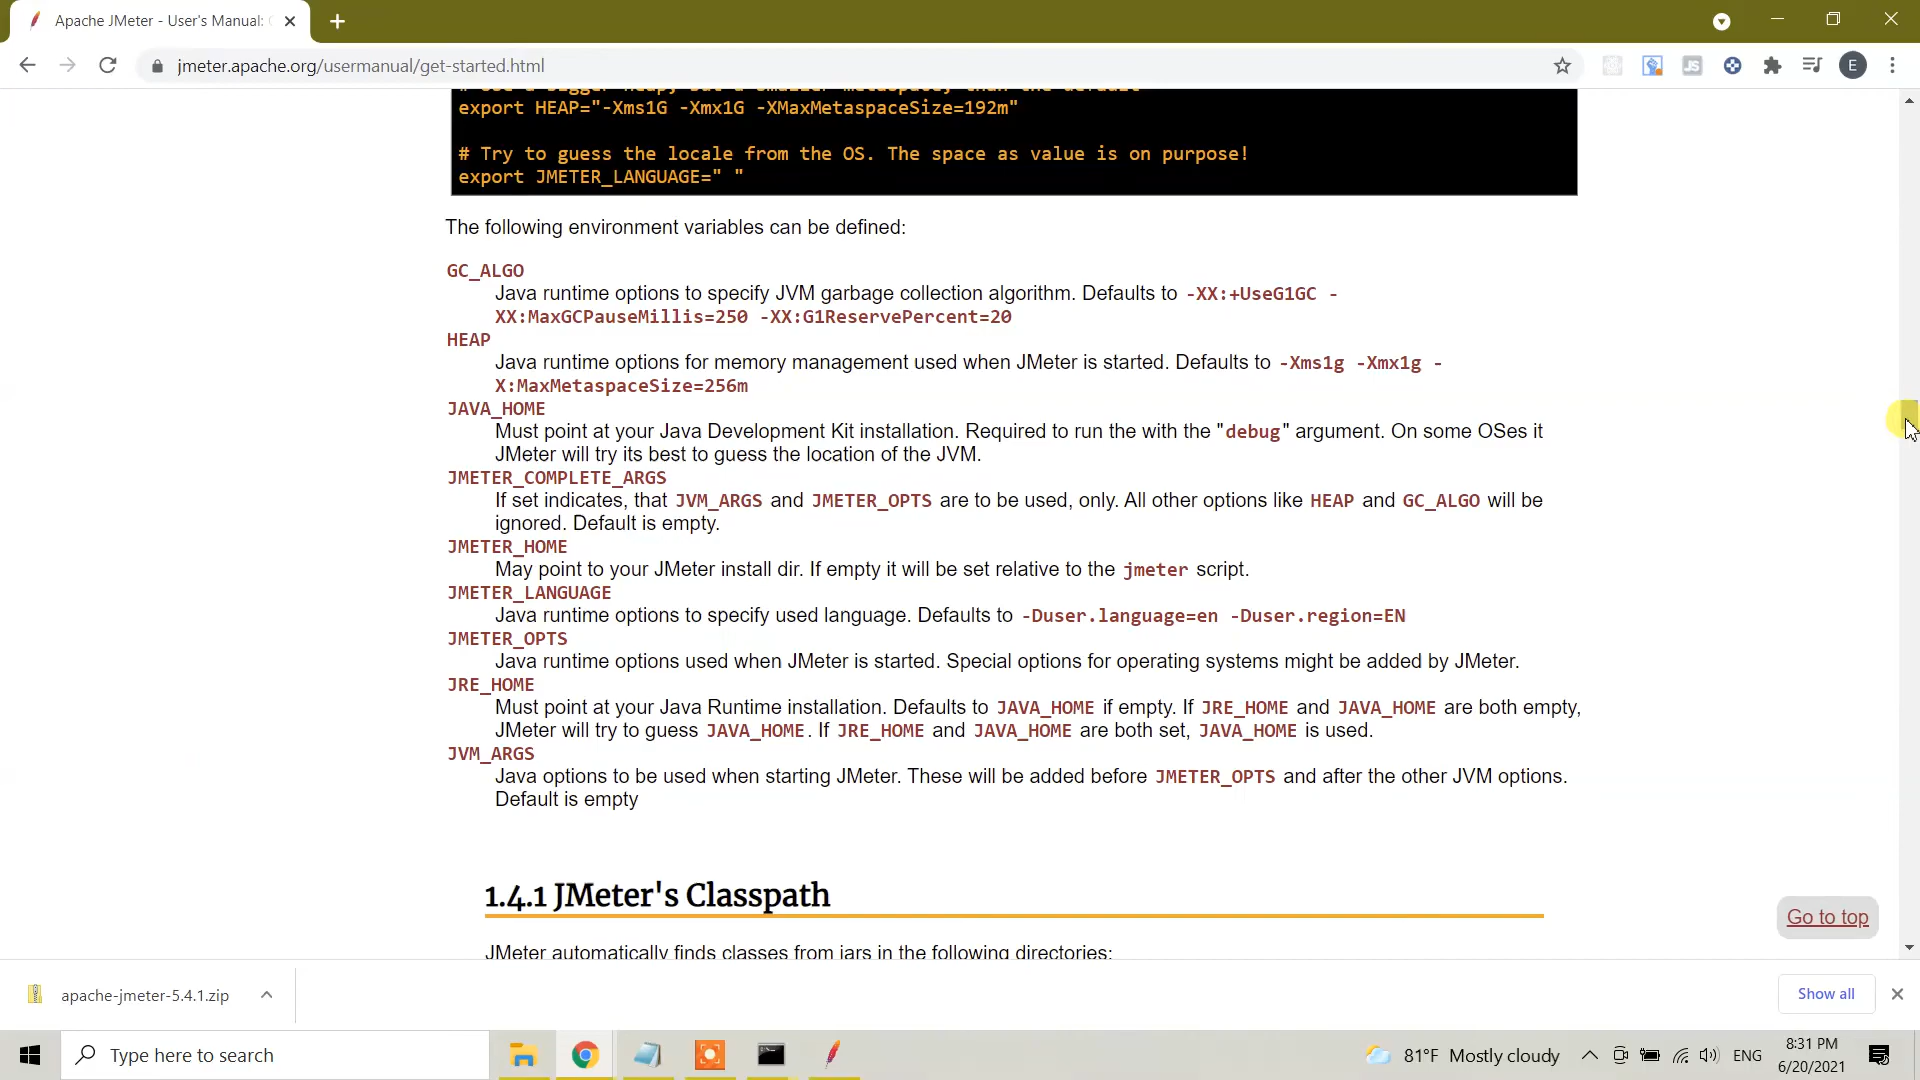 Apache JMeter - User's Manual:
jmeter.apache.org/usermanual/get-started.html
E
export HEAP="-Xms1G -Xmx1G -XMaxMetaspaceSize=192m"
# Try to guess the locale from the OS. The space as value is on purpose!
export JMETER_LANGUAGE=" "
The following environment variables can be defined:
GC_ALGO
Java runtime options to specify JVM garbage collection algorithm. Defaults to -XX:+UseG1GC -
XX:MaxGCPauseMillis=250 -XX:G1ReservePercent=20
HEAP
Java runtime options for memory management used when JMeter is started. Defaults to -Xms1g -Xmx1g -
X:MaxMetaspaceSize=256m
JAVA_HOME
Must point at your Java Development Kit installation. Required to run the with the "debug" argument. On some OSes it
JMeter will try its best to guess the location of the JVM.
JMETER_COMPLETE_ARGS
If set indicates, that JVM_ARGS and JMETER_OPTS are to be used, only. All other options like HEAP and GC_ALGO will be
ignored. Default is empty.
JMETER_HOME
May point to your JMeter install dir. If empty it will be set relative to the jmeter script.
JMETER_LANGUAGE
Java runtime options to specify used language. Defaults to -Duser.language=en -Duser.region=EN
JMETER_OPTS
Java runtime options used when JMeter is started. Special options for operating systems might be added by JMeter.
JRE_HOME
Must point at your Java Runtime installation. Defaults to JAVA_HOME if empty. If JRE_HOME and JAVA_HOME are both empty,
JMeter will try to guess JAVA_HOME. If JRE_HOME and JAVA_HOME are both set, JAVA_HOME is used.
JVM_ARGS
Java options to be used when starting JMeter. These will be added before JMETER_OPTS and after the other JVM options.
Default is empty
1.4.1 JMeter's Classpath
Go to top
JMeter automatically finds classes from jars in the following directories:
apache-jmeter-5.4.1.zip
Show all
Type here to search
81°F Mostly cloudy
ENG
8:31 PM
6/20/2021